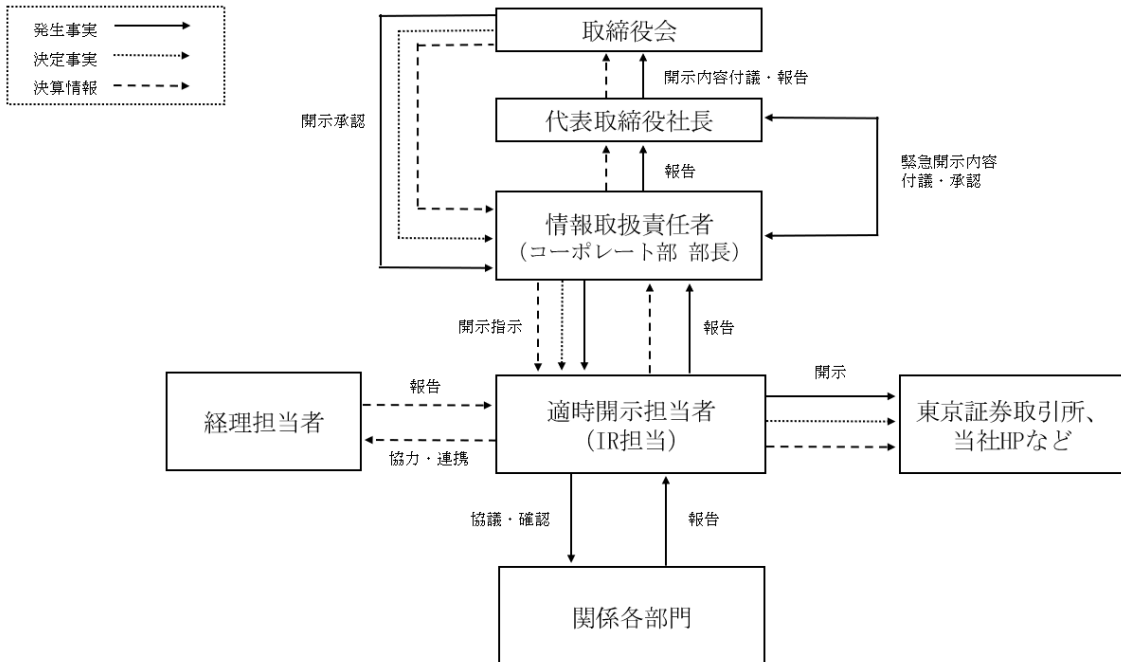 発生事実
決定事実
決算情報
取締役会
開示内容付議・報告
開示承認
代表取締役社長
緊急開示内容
付議・承認
報告
情報取扱責任者
(コーポレート部 部長)
開示指示
報告
開示
報告
経理担当者
適時開示担当者
(IR担当)
東京証券取引所、
当社HPなど
協力・連携
協議・確認
報告
関係各部門